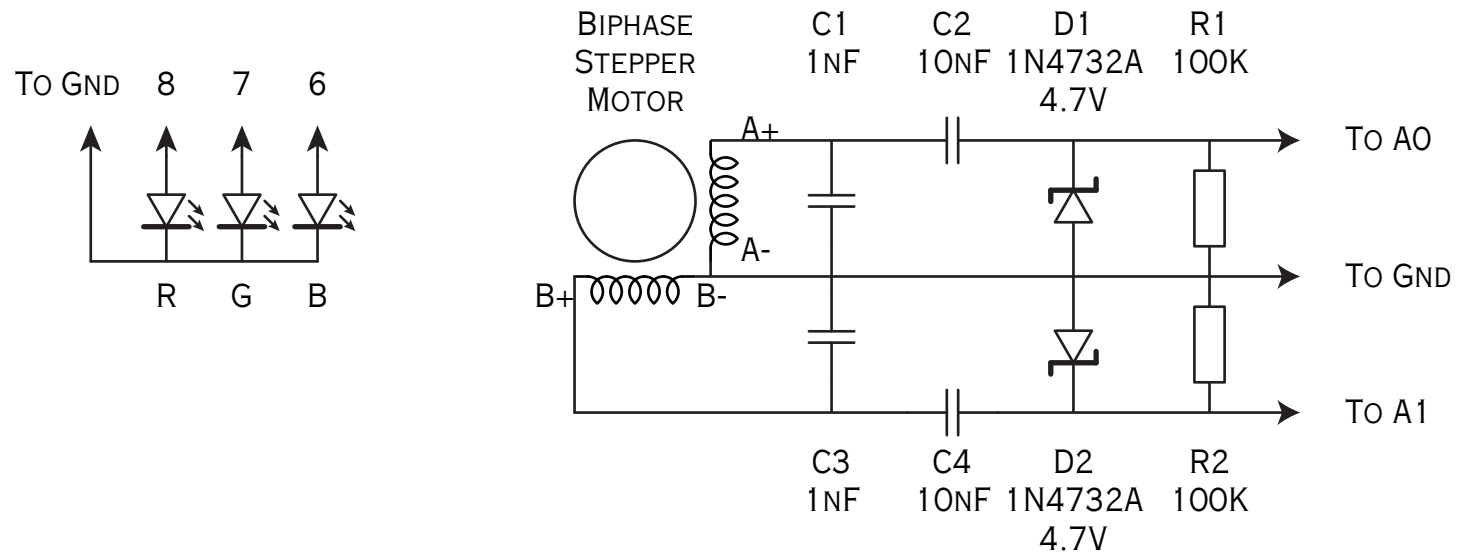 TO GND 8 7 6
R G B
BIPHASE
STEPPER
MOTOR
C1
1NF
C2
10NF
D1
1N4732A
4.7V
R1
100K
A+
A-
B+
B-
TO A0
TO GND
TO A1
C3
1NF
C4
10NF
D2
1N4732A
4.7V
R2
100K